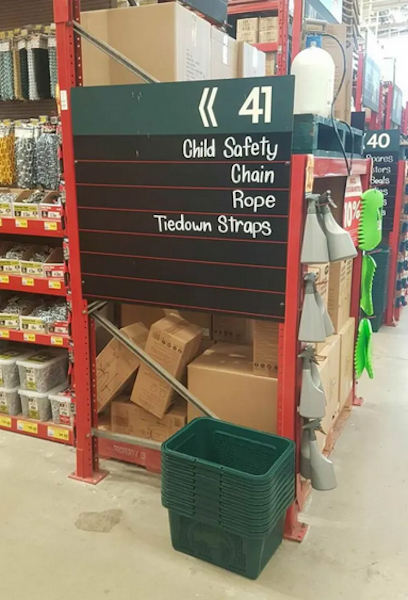 « 41
Child Safety
Chain
Rope
Tiedown Straps
40